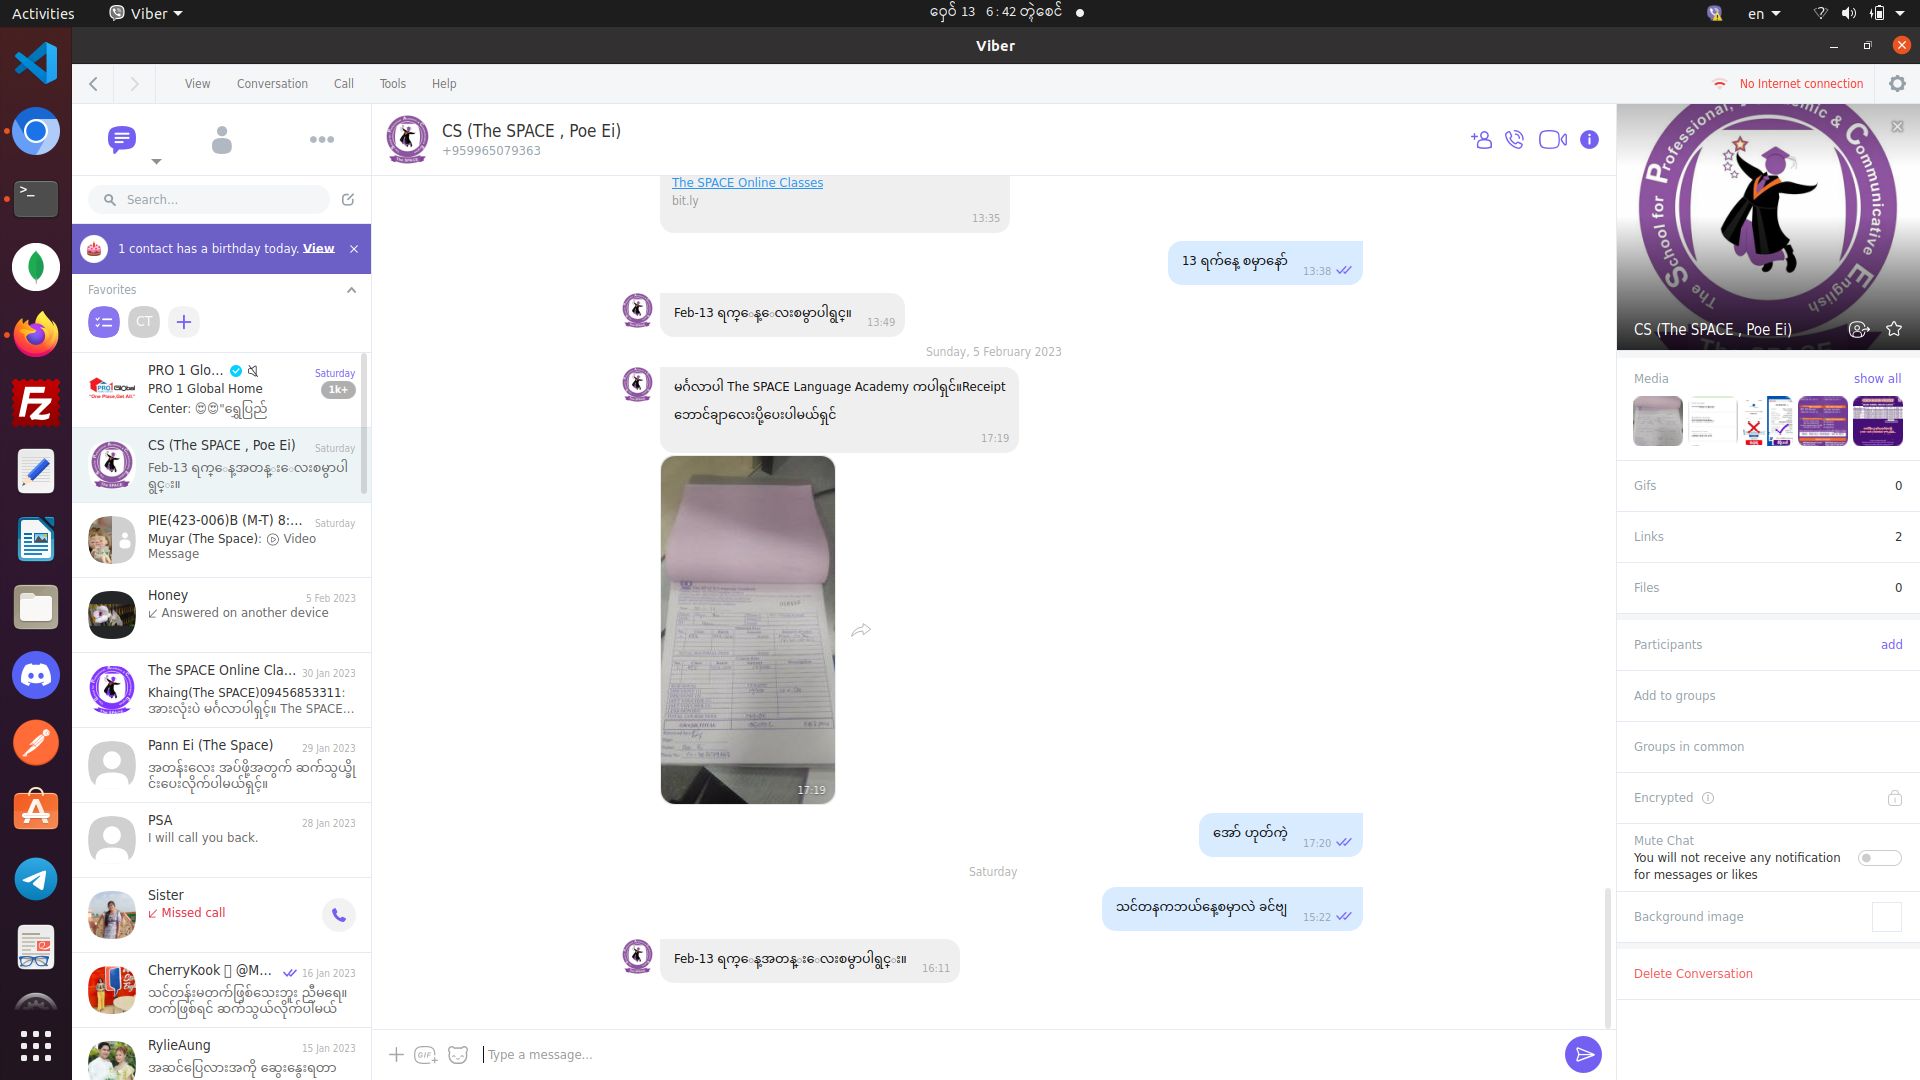 Activities
Viber
ဝှေဝ် 13 6 : 42 တဲၞစေၚ်
en
Viber
View
Conversation
Call
Tools
Help
No Internet connection
Search...
1 contact has a birthday today. View
Favorites
CT
PRO 1 Glo...
Saturday
PRO 1 Global Home
1k+
Center: 😍😍"ရွှေပြည်
CS (The SPACE , Poe Ei)
Saturday
Feb-13 ရက္ေန့အတန္းေလးစမွာပါ
ရွင္း။
PIE(423-006)B (M-T) 8:...
Saturday
Muyar (The Space): Video
Message
Honey
5 Feb 2023
Answered on another device
The SPACE Online Cla...
30 Jan 2023
Khaing(The SPACE)09456853311:
အားလုံးပဲ မင်္ဂလာပါရှင့်။ The SPACE...
Pann Ei (The Space)
29 Jan 2023
အတန်းလေး အပ်ဖို့အတွက် ဆက်သွယ်ခို
င်းပေးလိုက်ပါမယ်ရှင့်။
PSA
28 Jan 2023
I will call you back.
Sister
Missed call
CherryKook @M...
16 Jan 2023
သင်တန်းမတက်ဖြစ်သေးဘူး ညီမရေ။
တက်ဖြစ်ရင် ဆက်သွယ်လိုက်ပါ့မယ်
RylieAung
15 Jan 2023
အဆင်ပြေလားအကို ဆွေးနွေးရတာ
CS (The SPACE , Poe Ei)
+959965079363
The SPACE Online Classes
bit.ly
13:35
13 ရက်နေ့ စမှာနော်
13:38
Feb-13 ရက္ေန့ေလးစမွာပါရွင္။
13:49
Sunday, 5 February 2023
မင်္ဂလာပါ The SPACE Language Academy ကပါရှင်။Receipt
ဘောင်ချာလေးပို့ပေးပါမယ်ရှင်
17:19
17:19
အော် ဟုတ်ကဲ့
17:20
Saturday
သင်တနကဘယ်နေ့စမှာလဲ ခင်ဗျ
15:22
Feb-13 ရက္ေန့အတန္းေလးစမွာပါရွင္း။
16:11
Type a message...
School for Professional, Academic & Communicative English
The SPACE
CS (The SPACE , Poe Ei)
Media
show all
Gifs
0
Links
2
Files
0
Participants
add
Add to groups
Groups in common
Encrypted
Mute Chat
You will not receive any notification
for messages or likes
Background image
Delete Conversation